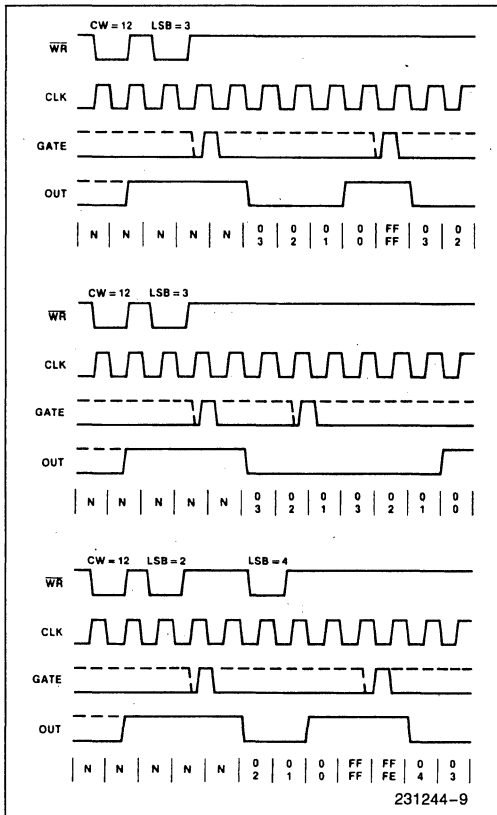 CW = 12 LSB = 3
WR
CLK
GATE
OUT
N N N N N 0 0 0 0 FF 0 0
3 2 1 0 FF 3 2
CW = 12 LSB = 3
WR
CLK
GATE
OUT
N N N N N 0 0 0 0 0 0 0
3 2 1 3 2 1 0
CW = 12 LSB = 2 LSB = 4
WR
CLK
GATE
OUT
N N N N N 0 0 0 FF FF 0 0
2 1 0 FF FE 4 3
231244-9